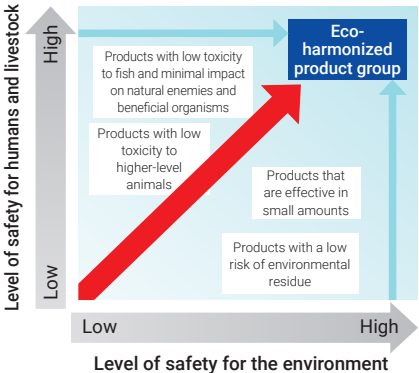 Level of safety for humans and livestock
High
Low
Eco-
harmonized
product group
Products with low toxicity
to fish and minimal impact
on natural enemies and
beneficial organisms
Products with low
toxicity to
higher-level
animals
Products that
are effective in
small amounts
Products with a low
risk of environmental
residue
Low
High
Level of safety for the environment